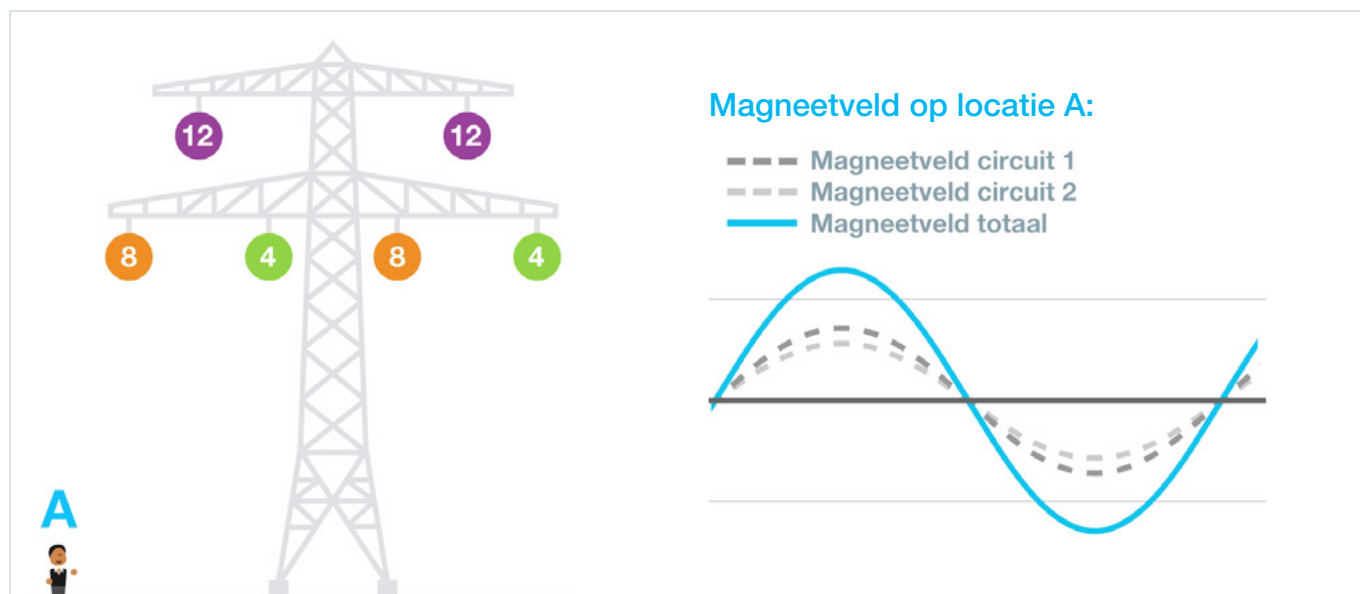 12 12
8 4 8 4
A
Magneetveld op locatie A:
Magneetveld circuit 1
Magneetveld circuit 2
Magneetveld totaal